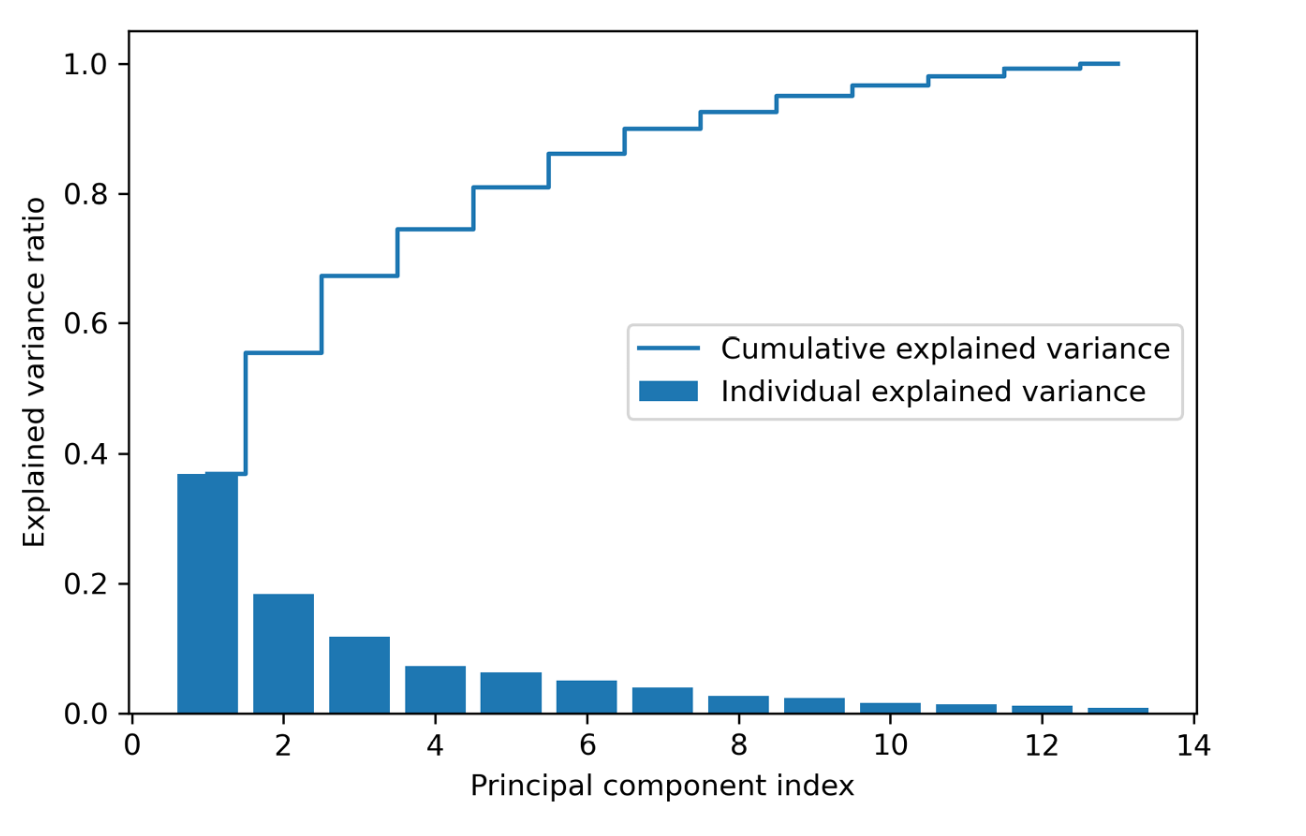 1.0
0.8
0.6
0.4
0.2
0.0
Explained variance ratio
Cumulative explained variance
Individual explained variance
0 2 4 6 8 10 12 14
Principal component index